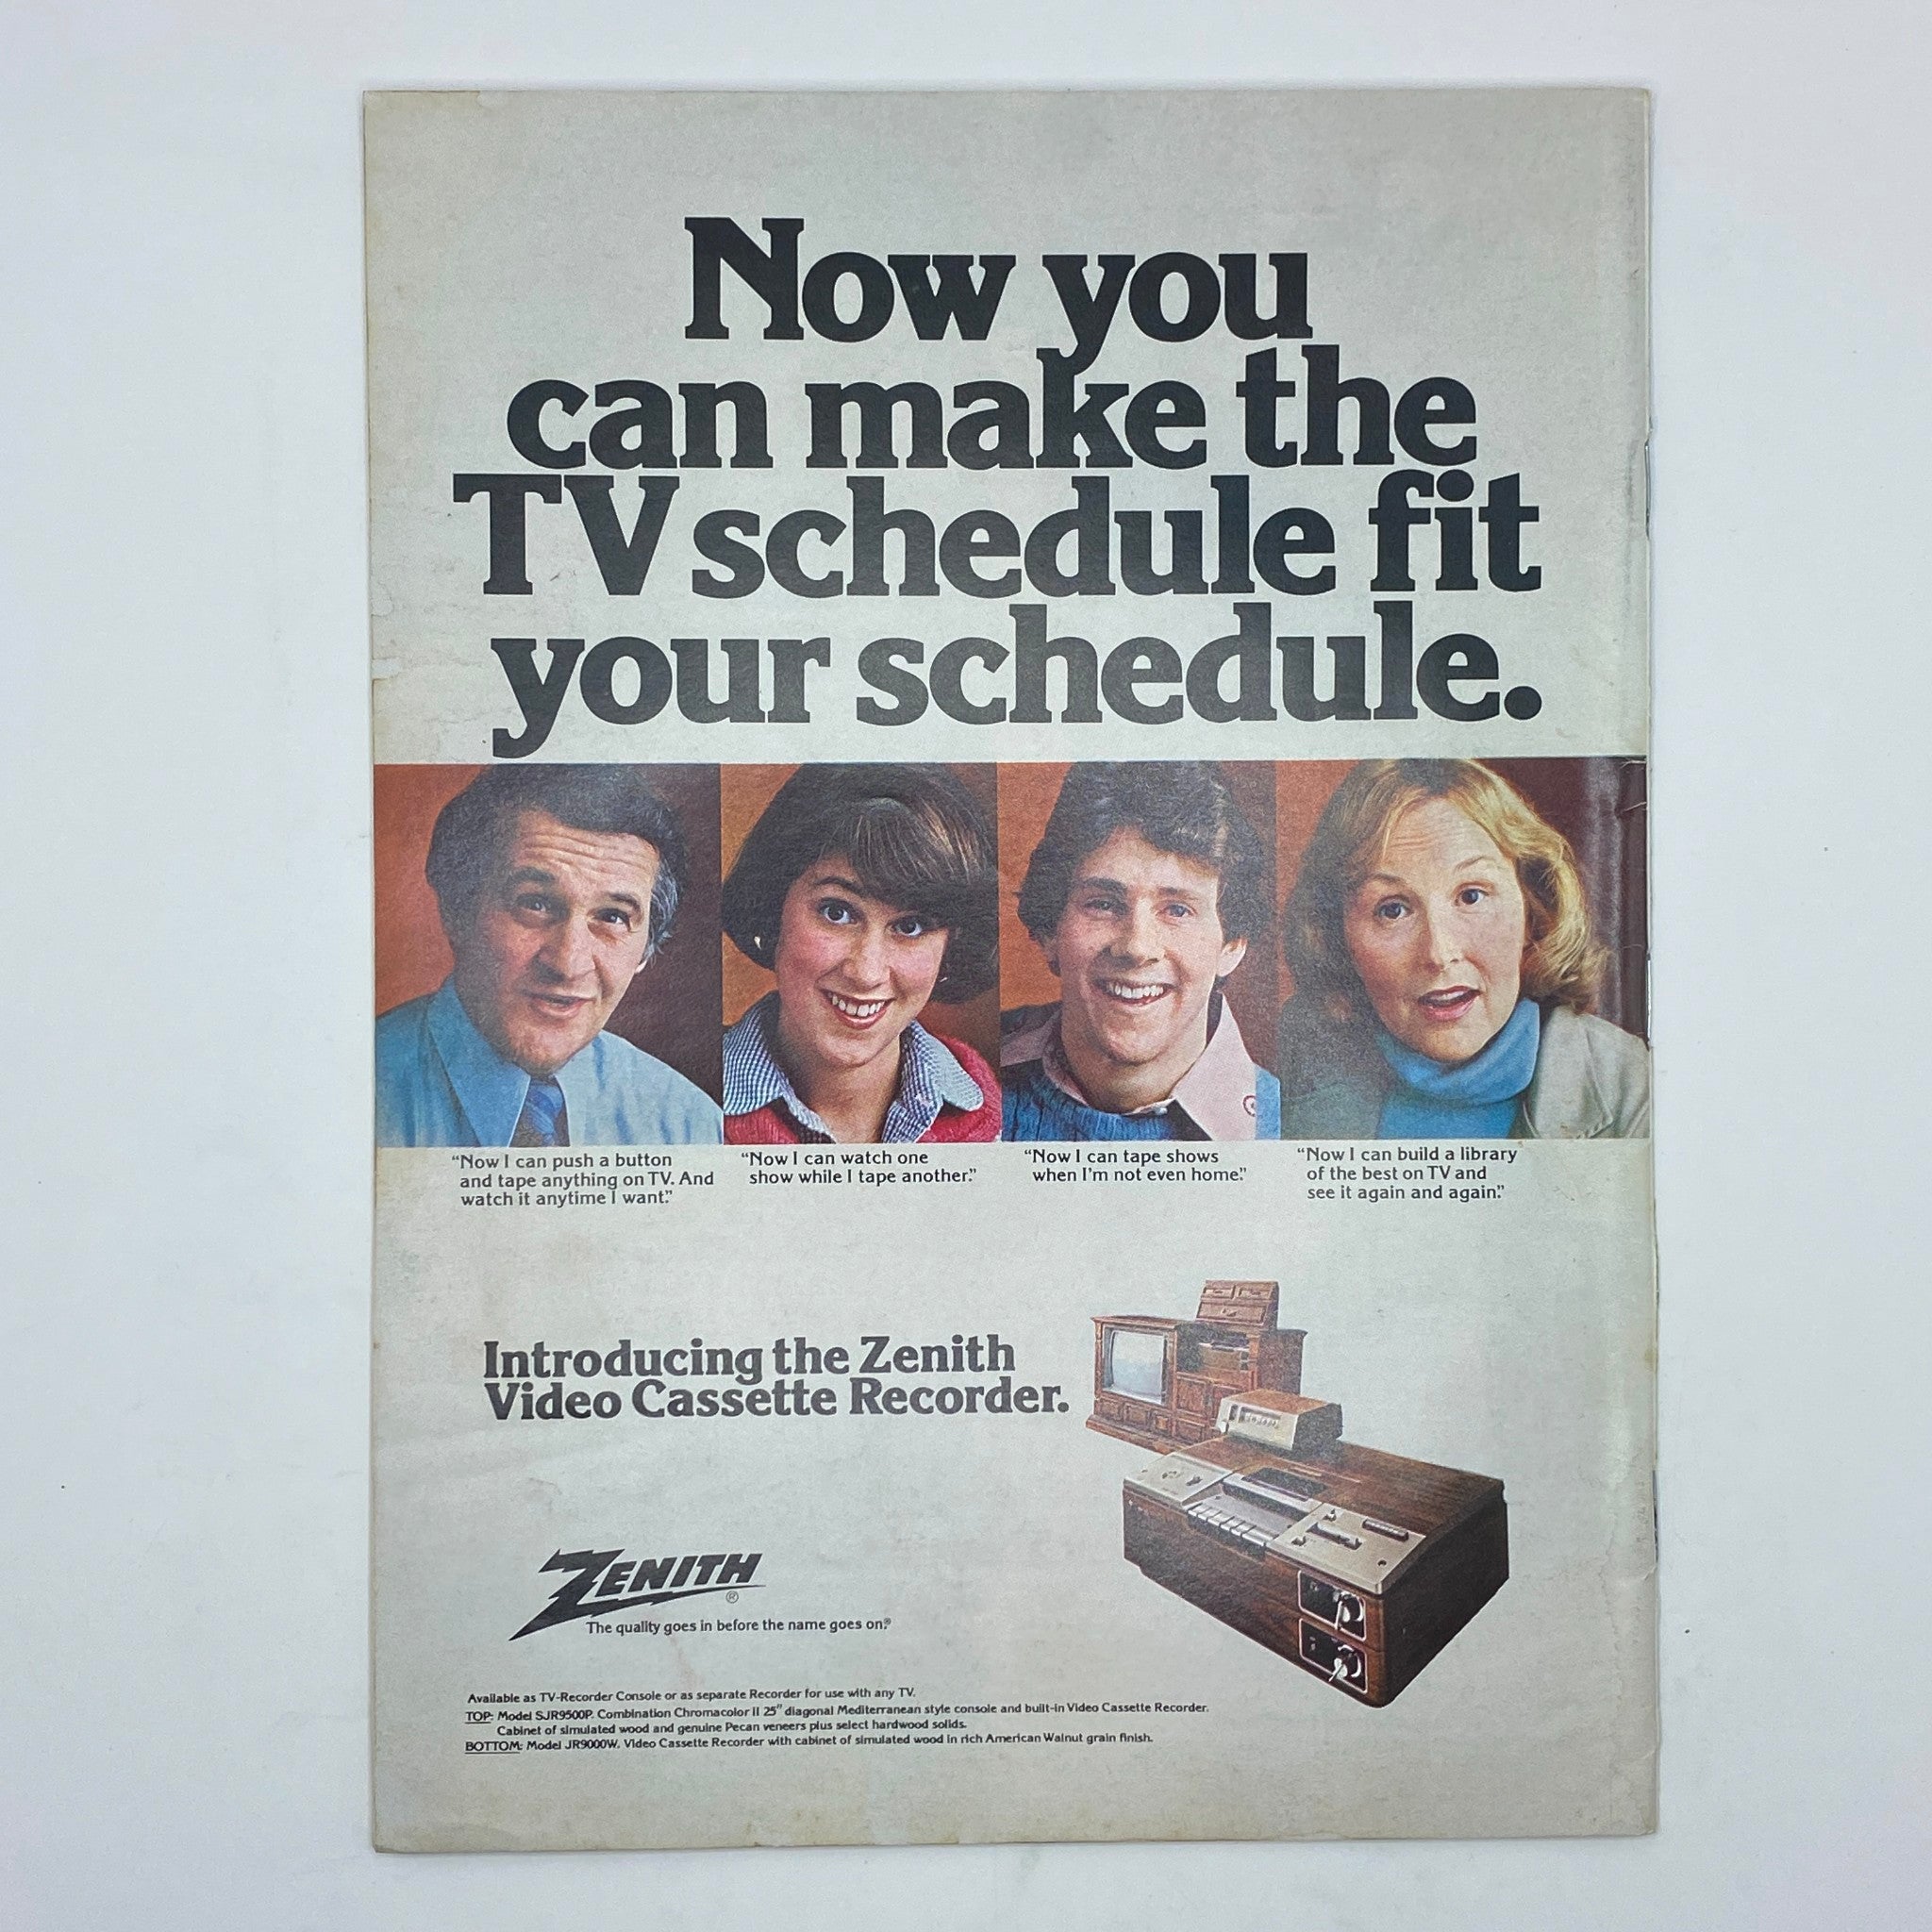 Now you
can make the
TV schedule fit
your schedule.
“Now I can push a button
and tape anything on TV. And
watch it anytime I want.”
“Now I can watch one
show while I tape another.”
“Now I can tape shows
when I'm not even home.”
“Now I can build a library
of the best on TV and
see it again and again.”
Introducing the Zenith
Video Cassette Recorder.
ZENITH®
The quality goes in before the name goes on.®
Available as TV-Recorder Console or as separate Recorder for use with any TV.
TOP: Model SJR9500P. Combination Chromacolor II 25" diagonal Mediterranean style console and built-in Video Cassette Recorder.
Cabinet of simulated wood and genuine Pecan veneers plus select hardwood solids.
BOTTOM: Model JR9000W. Video Cassette Recorder with cabinet of simulated wood in rich American Walnut grain finish.